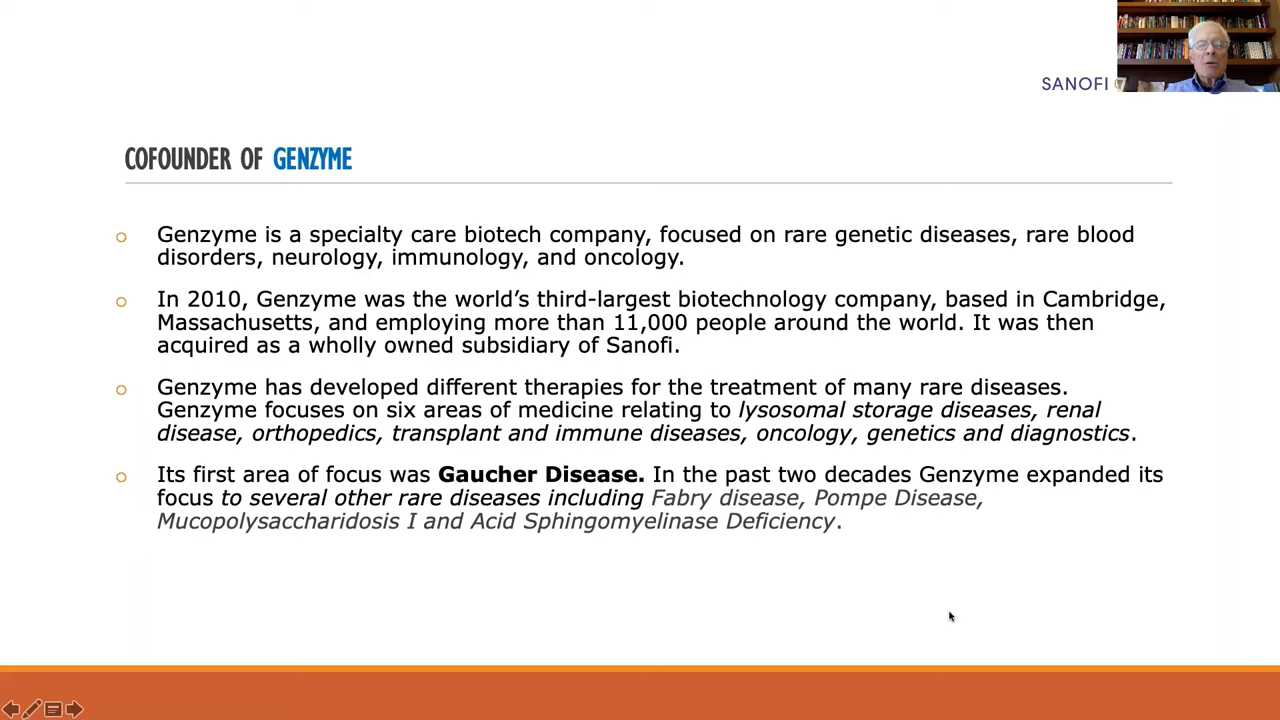 SANOFI
COFOUNDER OF GENZYME
Genzyme is a specialty care biotech company, focused on rare genetic diseases, rare blood
disorders, neurology, immunology, and oncology.
In 2010, Genzyme was the world’s third-largest biotechnology company, based in Cambridge,
Massachusetts, and employing more than 11,000 people around the world. It was then
acquired as a wholly owned subsidiary of Sanofi.
Genzyme has developed different therapies for the treatment of many rare diseases.
Genzyme focuses on six areas of medicine relating to lysosomal storage diseases, renal
disease, orthopedics, transplant and immune diseases, oncology, genetics and diagnostics.
Its first area of focus was Gaucher Disease. In the past two decades Genzyme expanded its
focus to several other rare diseases including Fabry disease, Pompe Disease,
Mucopolysaccharidosis I and Acid Sphingomyelinase Deficiency.